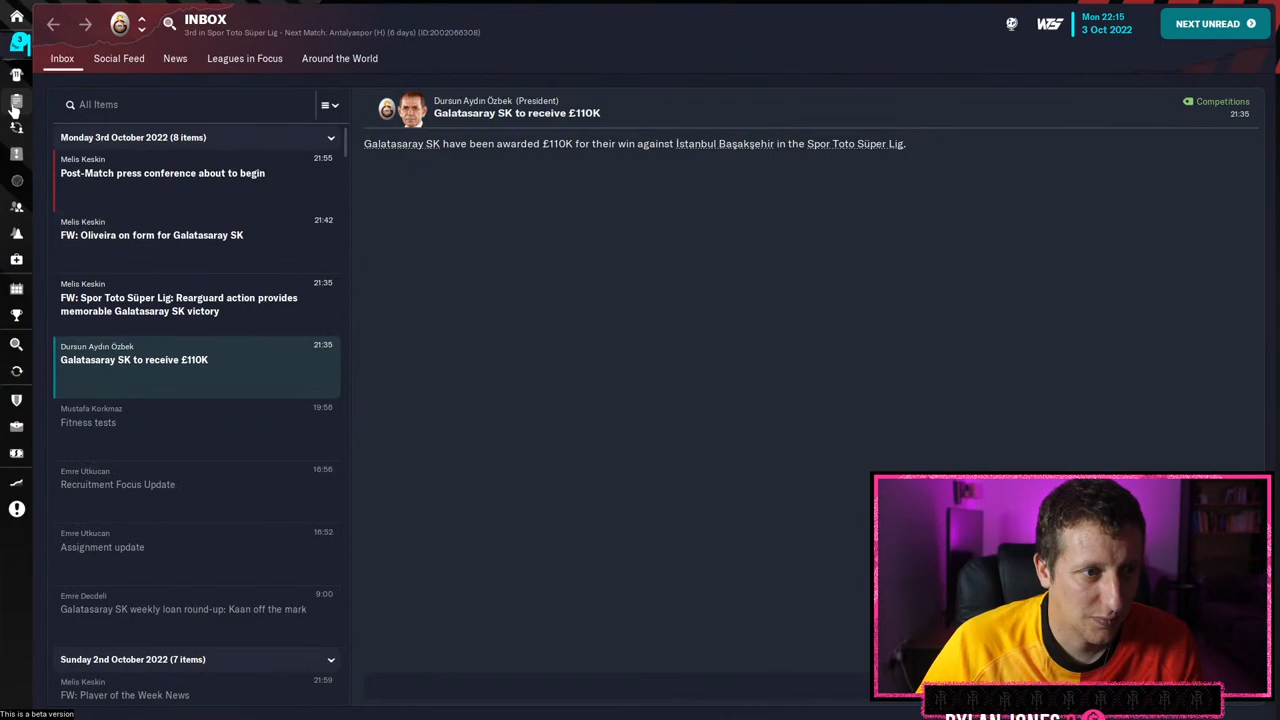 INBOX
3rd in Spor Toto Süper Lig - Next Match: Antalyaspor (H) (6 days) (ID:2002066308)
Mon 22:15
3 Oct 2022
NEXT UNREAD
3
Inbox
Social Feed
News
Leagues in Focus
Around the World
All Items
Monday 3rd October 2022 (8 items)
Melis Keskin
21:55
Post-Match press conference about to begin
Melis Keskin
21:42
FW: Oliveira on form for Galatasaray SK
Melis Keskin
21:35
FW: Spor Toto Süper Lig: Rearguard action provides
memorable Galatasaray SK victory
Dursun Aydın Özbek
21:35
Galatasaray SK to receive £110K
Mustafa Korkmaz
19:56
Fitness tests
Emre Utkucan
16:56
Recruitment Focus Update
Emre Utkucan
16:52
Assignment update
Emre Decdeli
9:00
Galatasaray SK weekly loan round-up: Kaan off the mark
Sunday 2nd October 2022 (7 items)
Melis Keskin
21:59
FW: Player of the Week News
Dursun Aydın Özbek (President)
Galatasaray SK to receive £110K
Competitions
21:35
Galatasaray SK have been awarded £110K for their win against İstanbul Başakşehir in the Spor Toto Süper Lig.
This is a beta version
DYLAN JONES